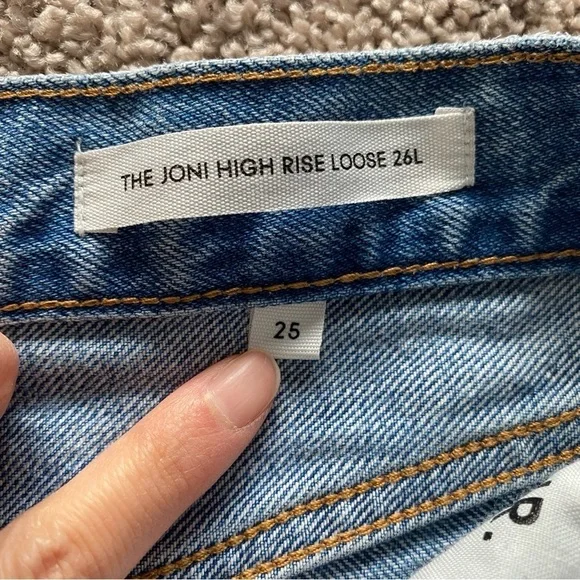 THE JONI HIGH RISE LOOSE 26L
25